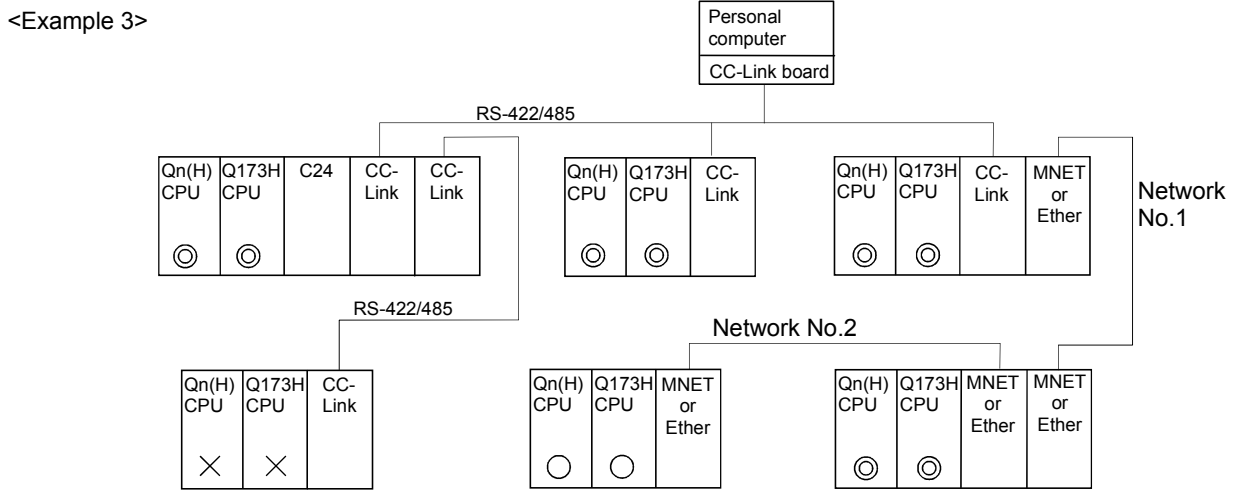 <Example 3>
Personal
computer
CC-Link board
RS-422/485
Qn(H)
CPU
Q173H
CPU
C24
CC-
Link
CC-
Link
Qn(H)
CPU
Q173H
CPU
CC-
Link
Qn(H)
CPU
Q173H
CPU
CC-
Link
MNET
or
Ether
Network
No.1
RS-422/485
Network No.2
Qn(H)
CPU
Q173H
CPU
CC-
Link
Qn(H)
CPU
Q173H
CPU
MNET
or
Ether
Qn(H)
CPU
Q173H
CPU
MNET
or
Ether
MNET
or
Ether